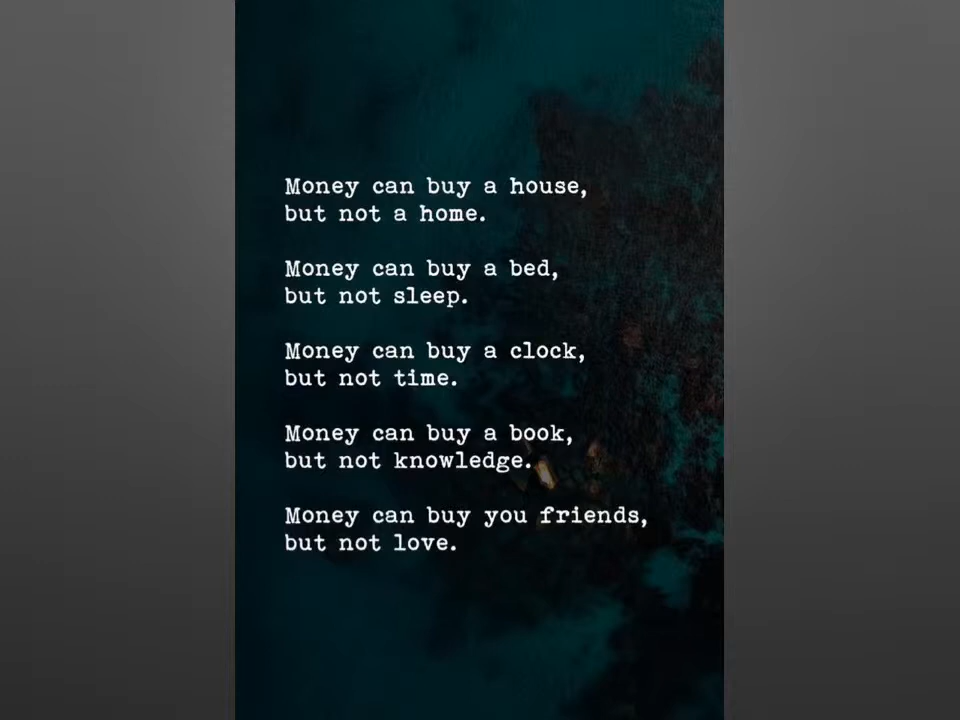 Money can buy a house,
but not a home.
Money can buy a bed,
but not sleep.
Money can buy a clock,
but not time.
Money can buy a book,
but not knowledge.
Money can buy you friends,
but not love.